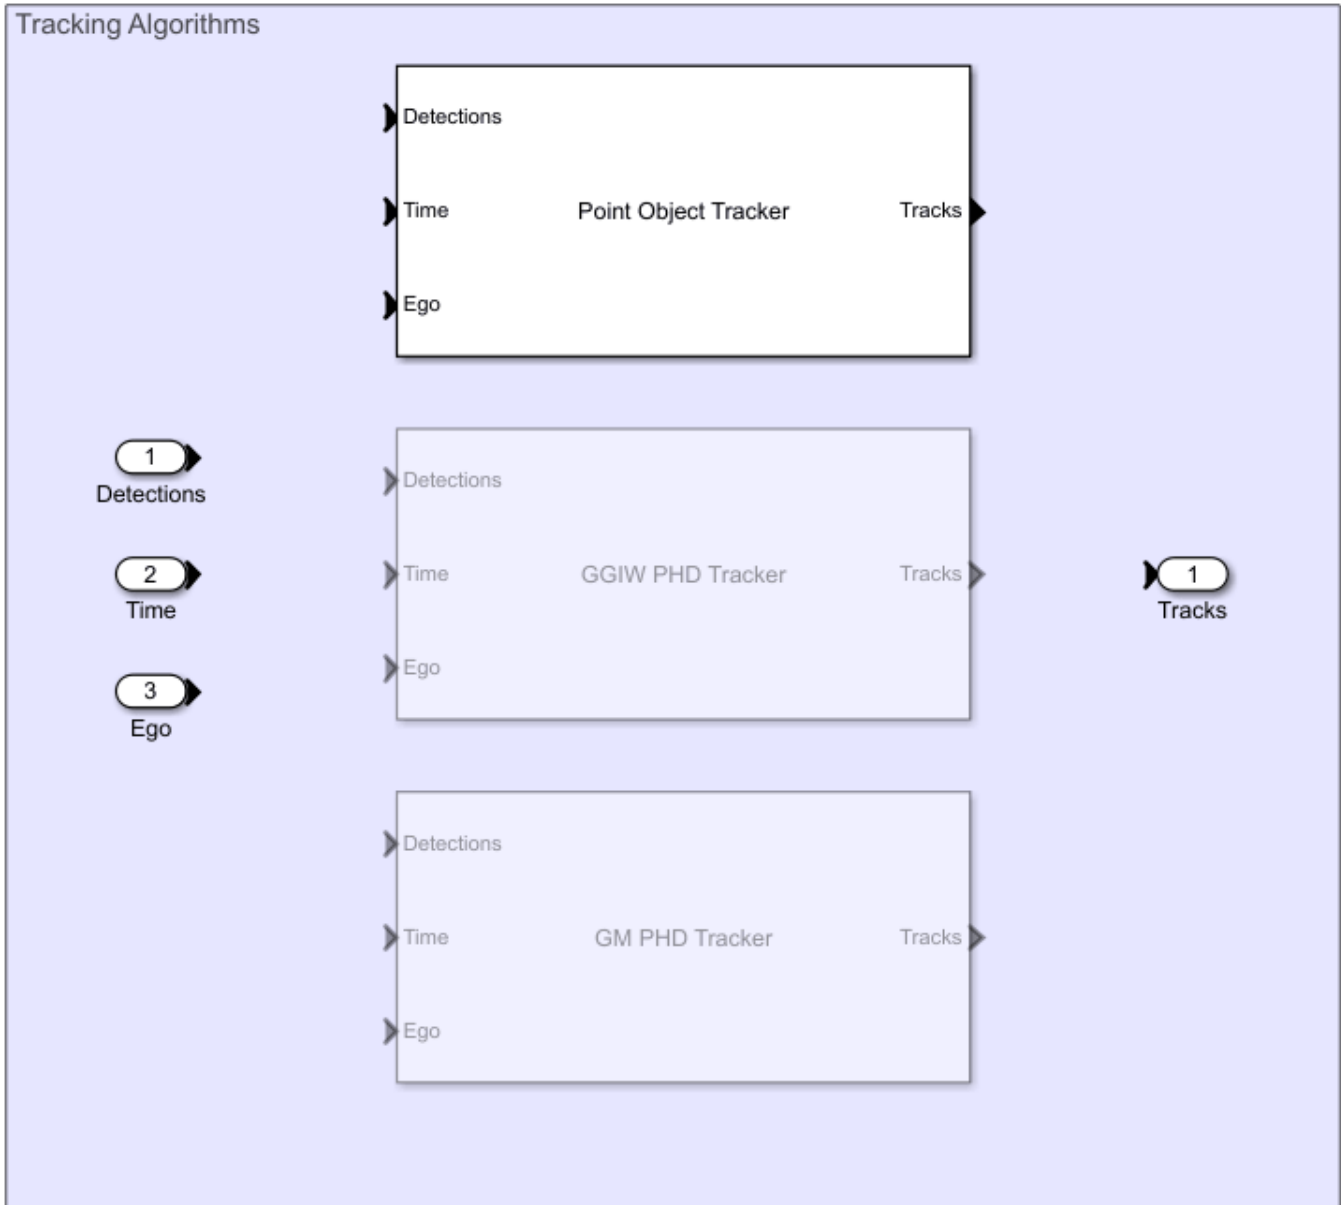 Tracking Algorithms
Detections
Time
Point Object Tracker
Tracks
Ego
1
Detections
2
Time
3
Ego
Detections
Time
GGIW PHD Tracker
Tracks
Ego
1
Tracks
Detections
Time
GM PHD Tracker
Tracks
Ego